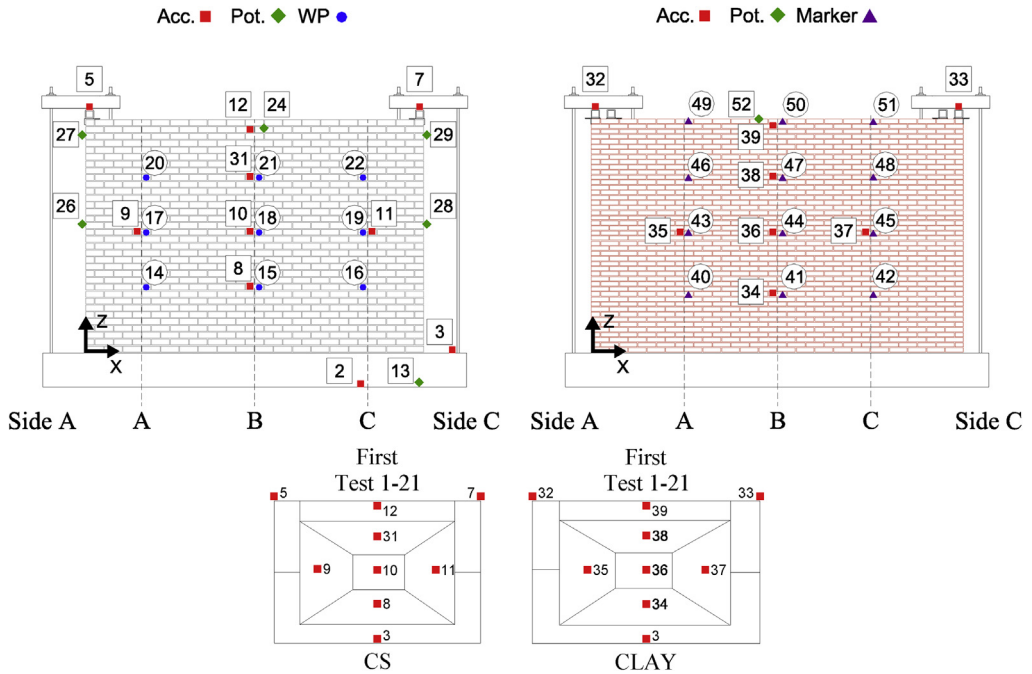 Acc. Pot. WP
Acc. Pot. Marker
5 7
12 24
27 29
31
20 21 22
26 28
9 17 10 18 19 11
8
14 15 16
Z
X
3
2 13
Side A A B C Side C
32 33
49 52 50 51
39
46 38 47 48
35 43 36 44 37 45
40 34 41 42
Z
X
A B C
Side A Side C
First
Test 1-21
5 7
12
31
9 10 11
8
3
CS
First
Test 1-21
32 33
39
38
35 36 37
34
3
CLAY